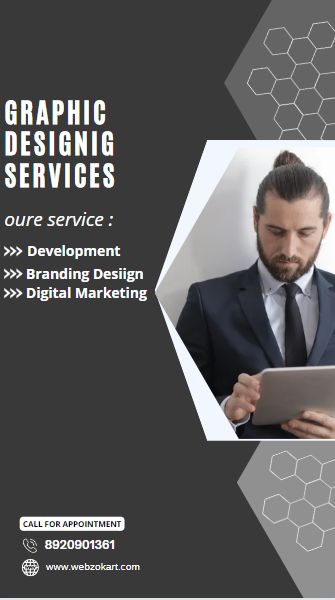 GRAPHIC
DESIGNIG
SERVICES
oure service :
>>> Development
>>> Branding Desiign
>>> Digital Marketing
CALL FOR APPOINTMENT
8920901361
www.webzokart.com